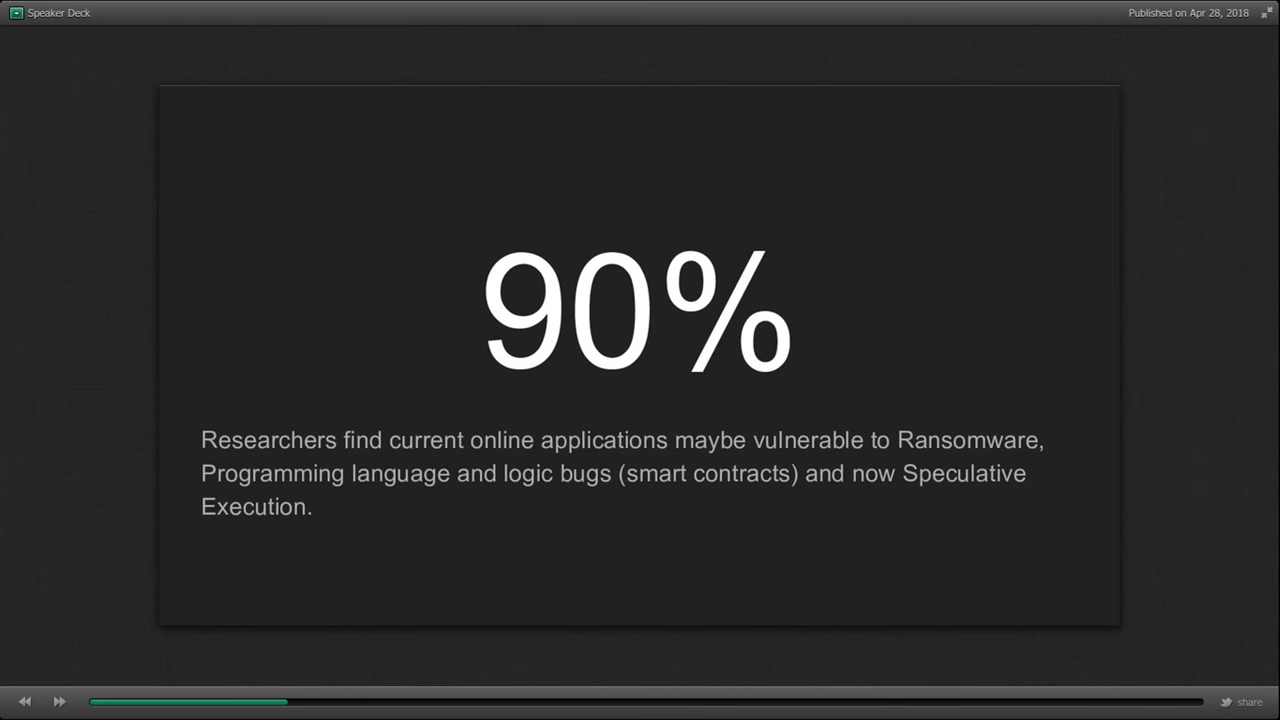 Speaker Deck
Published on Apr 28, 2018
90%
Researchers find current online applications maybe vulnerable to Ransomware,
Programming language and logic bugs (smart contracts) and now Speculative
Execution.
share